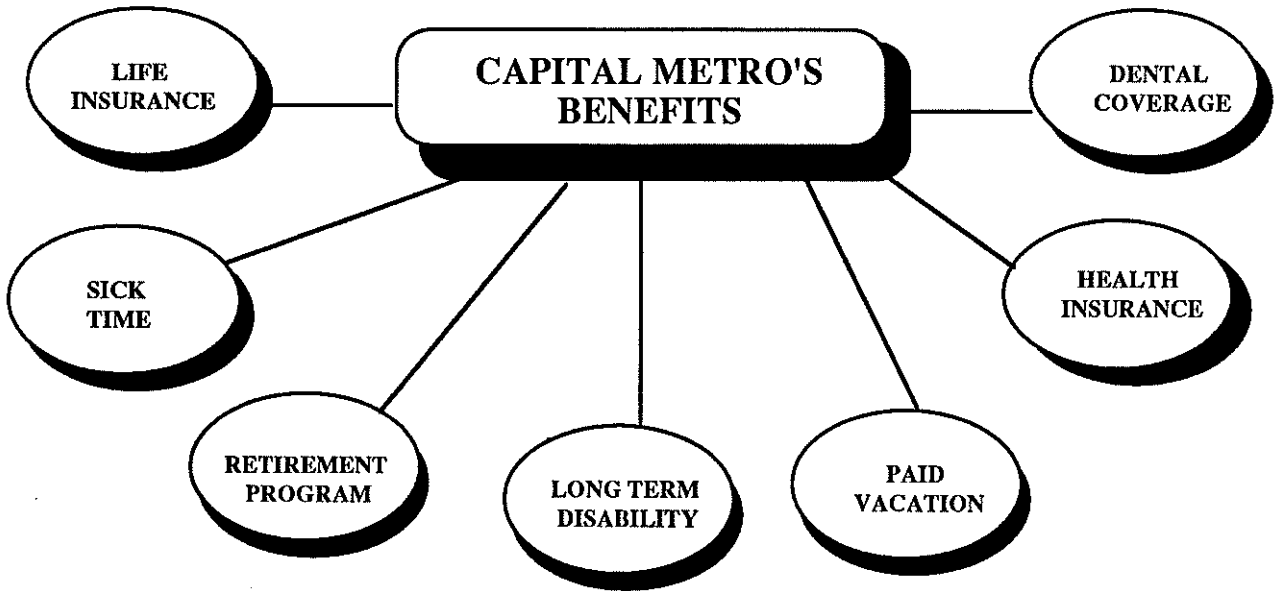 CAPITAL METRO'S
BENEFITS
LIFE
INSURANCE
DENTAL
COVERAGE
SICK
TIME
HEALTH
INSURANCE
RETIREMENT
PROGRAM
LONG TERM
DISABILITY
PAID
VACATION